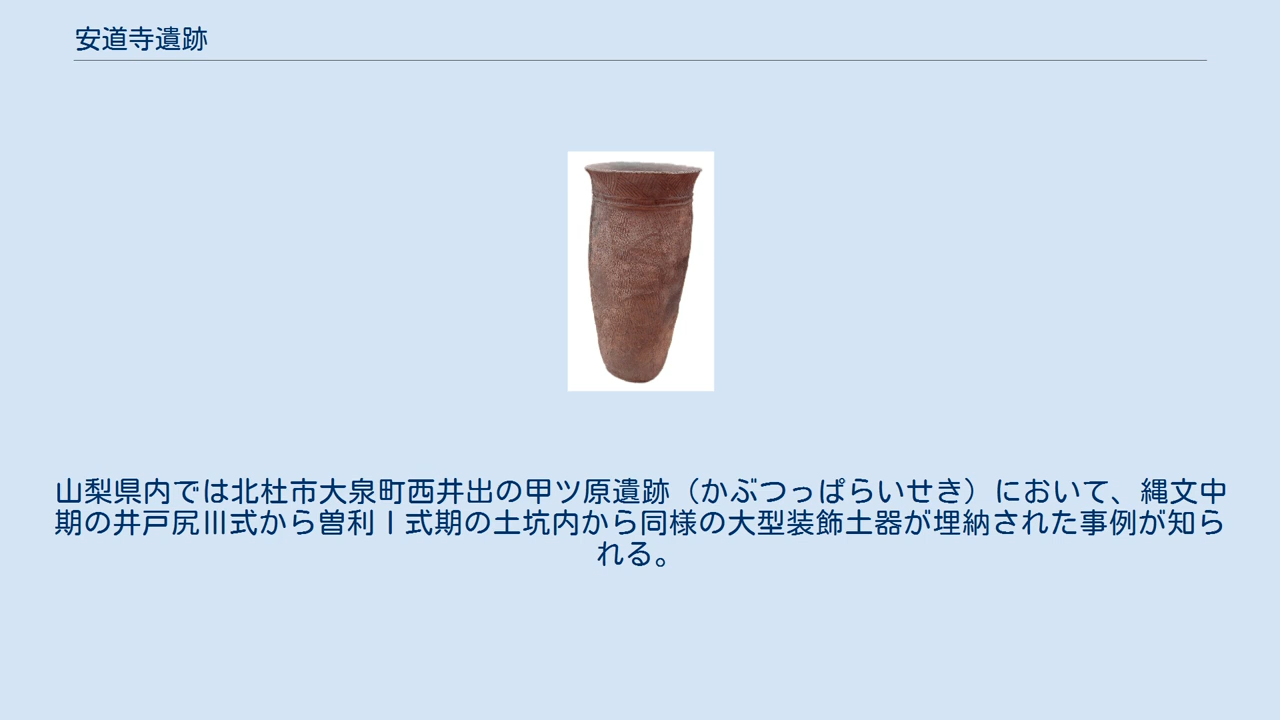 安道寺遺跡
山梨県内では北杜市大泉町西井出の甲ツ原遺跡（かぶつっぱらいせき）において、縄文中
期の井戸尻III式から曽利Ⅰ式期の土坑内から同様の大型装飾土器が埋納された事例が知ら
れる。